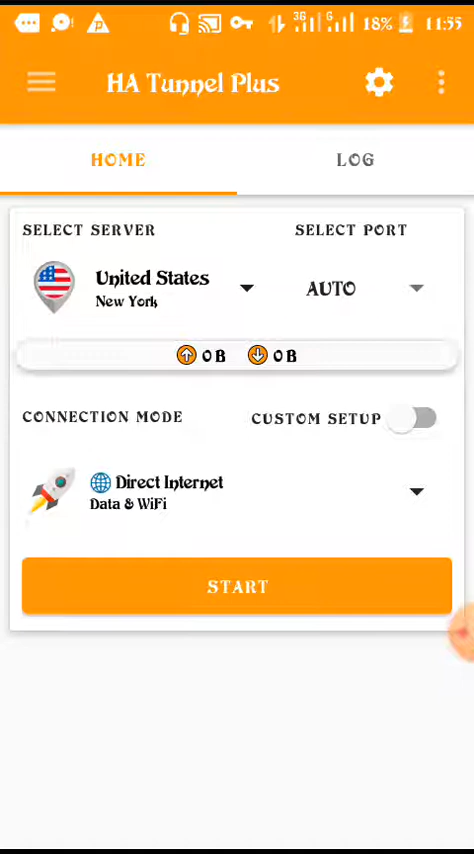 3G G 18% 11:55
HA Tunnel Plus
HOME LOG
SELECT SERVER SELECT PORT
United States
New York
AUTO
0B 0B
CONNECTION MODE CUSTOM SETUP
Direct Internet
Data & WiFi
START